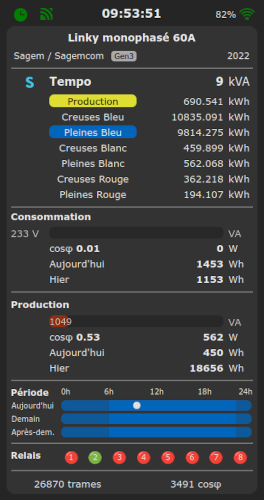 09:53:51 82%
Linky monophasé 60A
Sagem / Sagemcom Gen3 2022
S Tempo 9 kVA
Production 690.541 kWh
Creuses Bleu 10835.091 kWh
Pleines Bleu 9814.275 kWh
Creuses Blanc 459.899 kWh
Pleines Blanc 562.068 kWh
Creuses Rouge 362.218 kWh
Pleines Rouge 194.107 kWh
Consommation
233 V VA
cosφ 0.01 0 W
Aujourd'hui 1453 Wh
Hier 1153 Wh
Production
1049 VA
cosφ 0.53 562 W
Aujourd'hui 450 Wh
Hier 18656 Wh
Période 0h 6h 12h 18h 24h
Aujourd'hui
Demain
Après-dem.
Relais 1 2 3 4 5 6 7 8
26870 trames 3491 cosφ